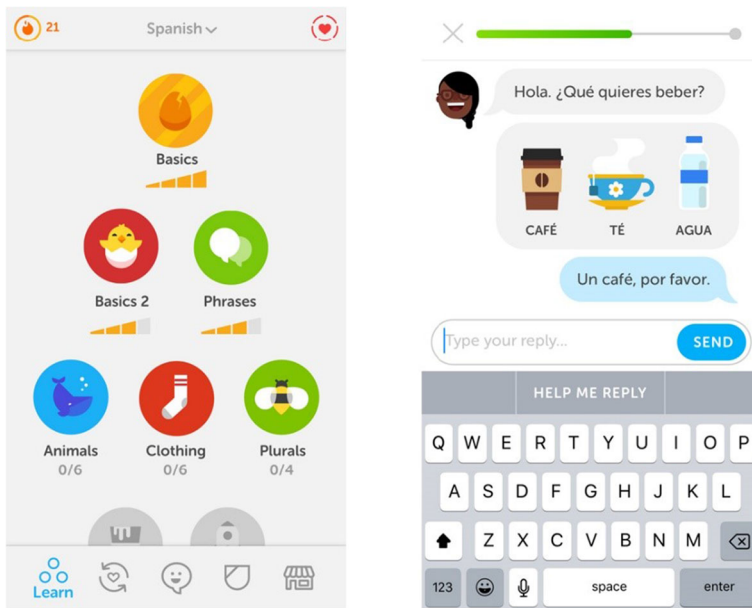 21
Spanish
Basics
Basics 2
Phrases
Animals
Clothing
Plurals
0/6
0/6
0/4
Learn
Hola. ¿Qué quieres beber?
CAFÉ
TÉ
AGUA
Un café, por favor.
Type your reply...
SEND
HELP ME REPLY
Q W E R T Y U I O P
A S D F G H J K L
Z X C V B N M
123
space
enter